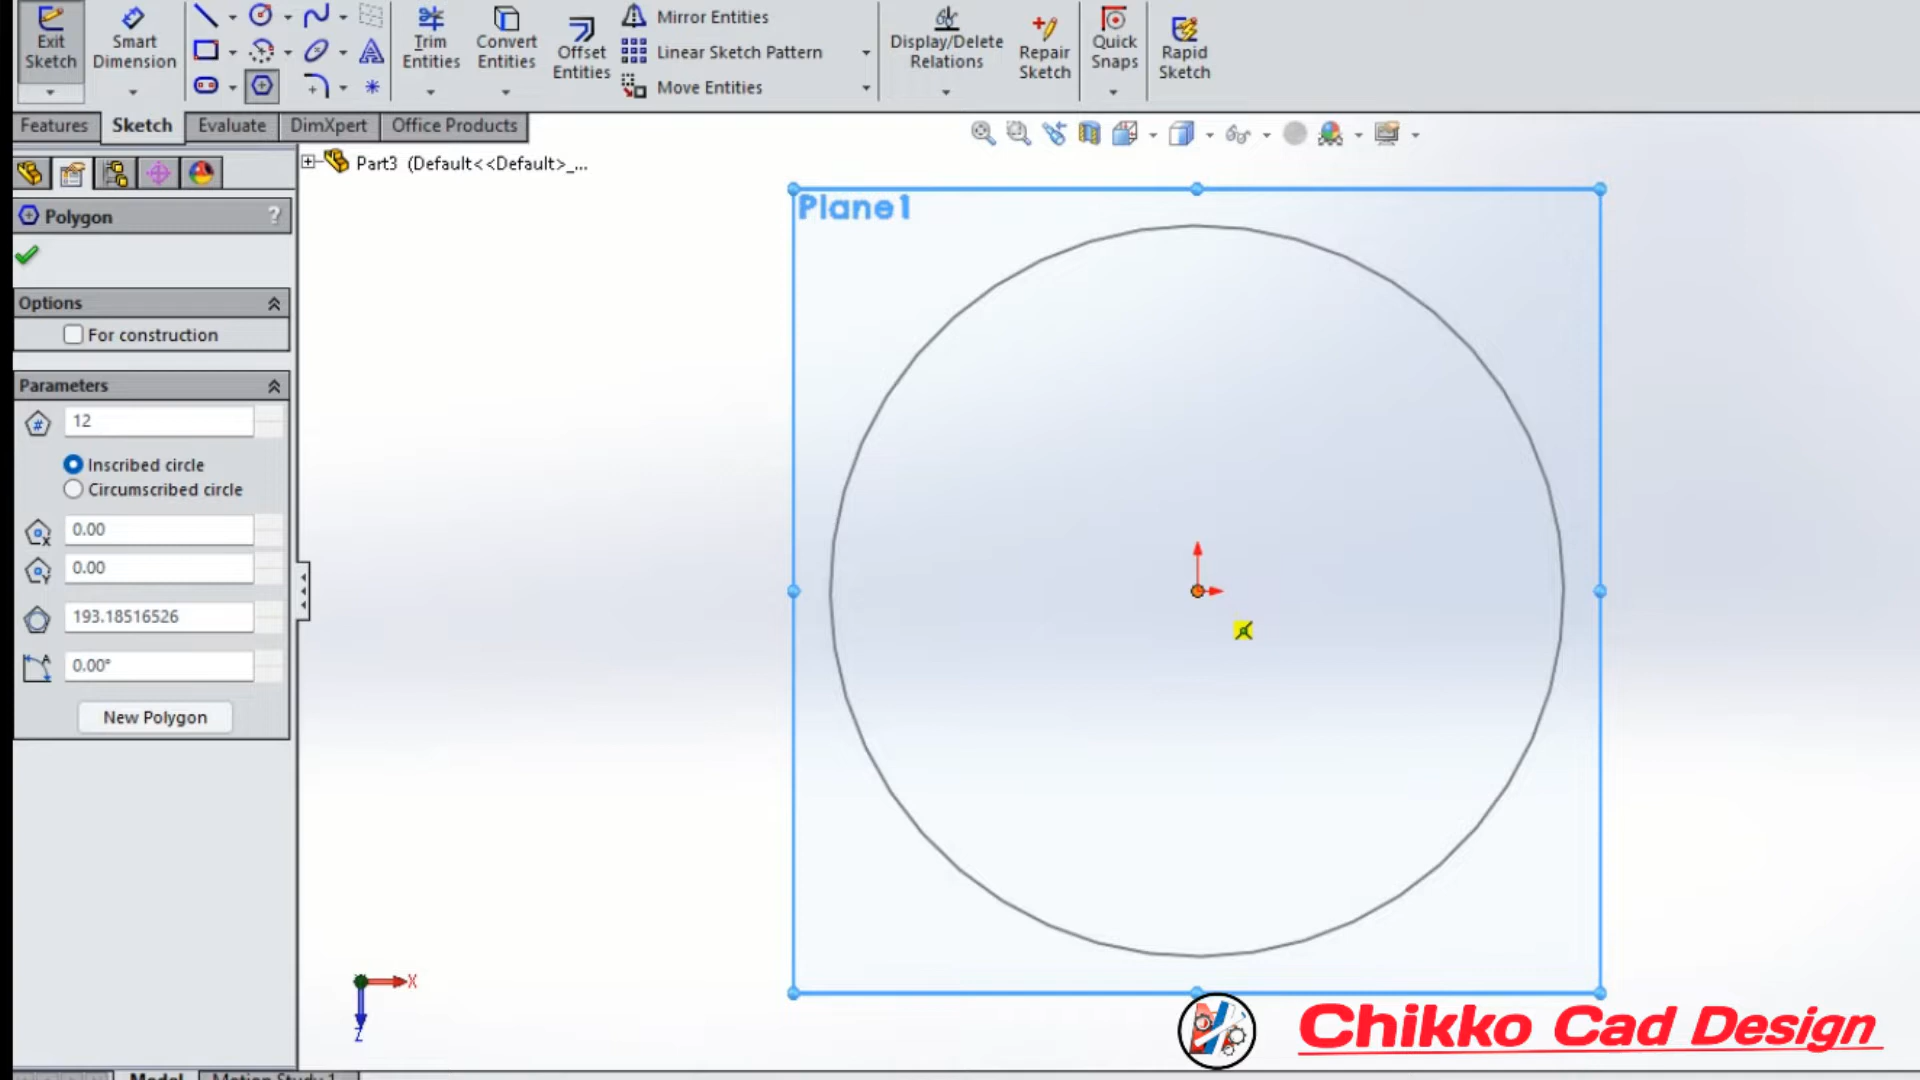 Exit Sketch
Smart Dimension
Trim Entities
Convert Entities
Offset Entities
Mirror Entities
Linear Sketch Pattern
Move Entities
Display/Delete Relations
Repair Sketch
Quick Snaps
Rapid Sketch
Features
Sketch
Evaluate
DimXpert
Office Products
Part3 (Default<<Default>_...
Polygon
?
Options
For construction
Parameters
12
Inscribed circle
Circumscribed circle
0.00
0.00
193.18516526
0.00°
New Polygon
Plane1
X
Z
Chikko Cad Design
Model
Motion Study 1